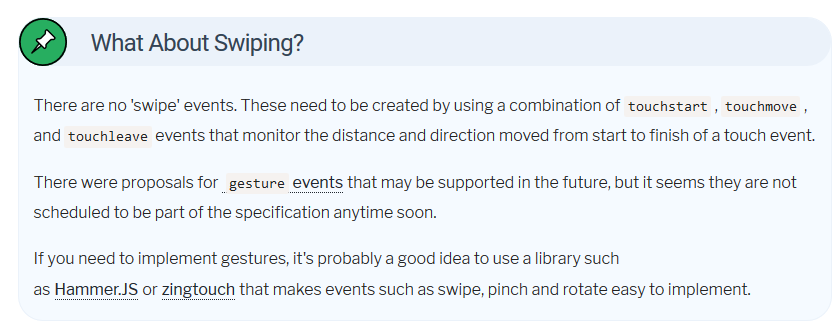 What About Swiping?
There are no 'swipe' events. These need to be created by using a combination of touchstart , touchmove ,
and touchleave events that monitor the distance and direction moved from start to finish of a touch event.
There were proposals for gesture events that may be supported in the future, but it seems they are not
scheduled to be part of the specification anytime soon.
If you need to implement gestures, it's probably a good idea to use a library such
as Hammer.JS or zingtouch that makes events such as swipe, pinch and rotate easy to implement.